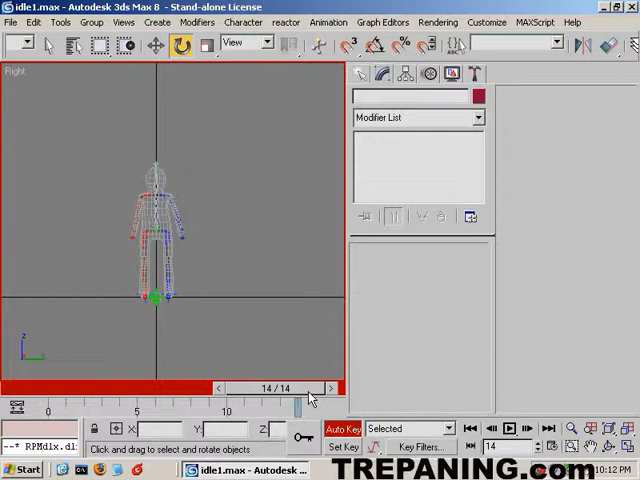 idle1.max - Autodesk 3ds Max 8 - Stand-alone License
File Edit Tools Group Views Create Modifiers Character reactor Animation Graph Editors Rendering Customize MAXScript Help
View
3
Right
Modifier List
z
14 / 14
0 5 10
X: Y: Z: Auto Key Selected
--* RPMdlx.dl: Click and drag to select and rotate objects Set Key Key Filters... 14
Start idle1.max - Autodesk ... 10:12 PM
TREPANING.com